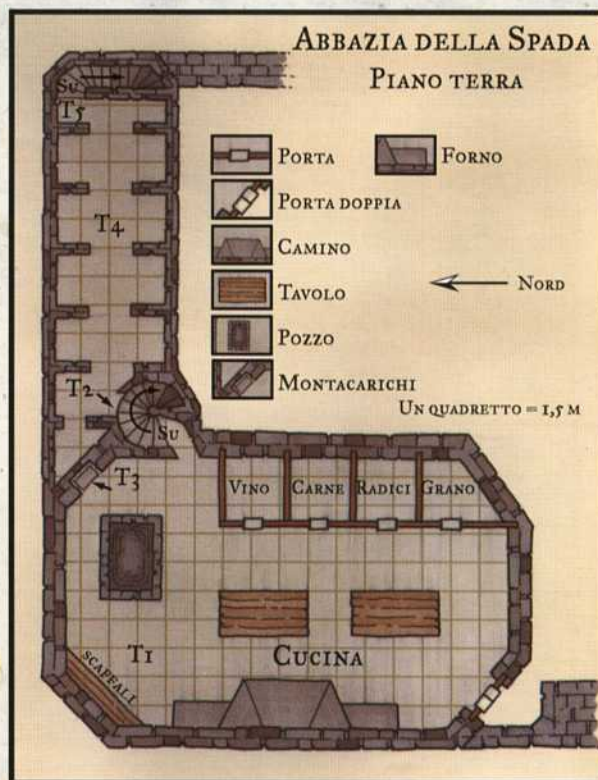 Abbazia della Spada
Piano terra
Su
T5
Porta
Forno
Porta doppia
T4
Camino
Nord
Tavolo
Pozzo
Montacarichi
T2
Un quadretto = 1,5 m
Su
T3
Vino
Carne
Radici
Grano
T1
Cucina
Scaffali